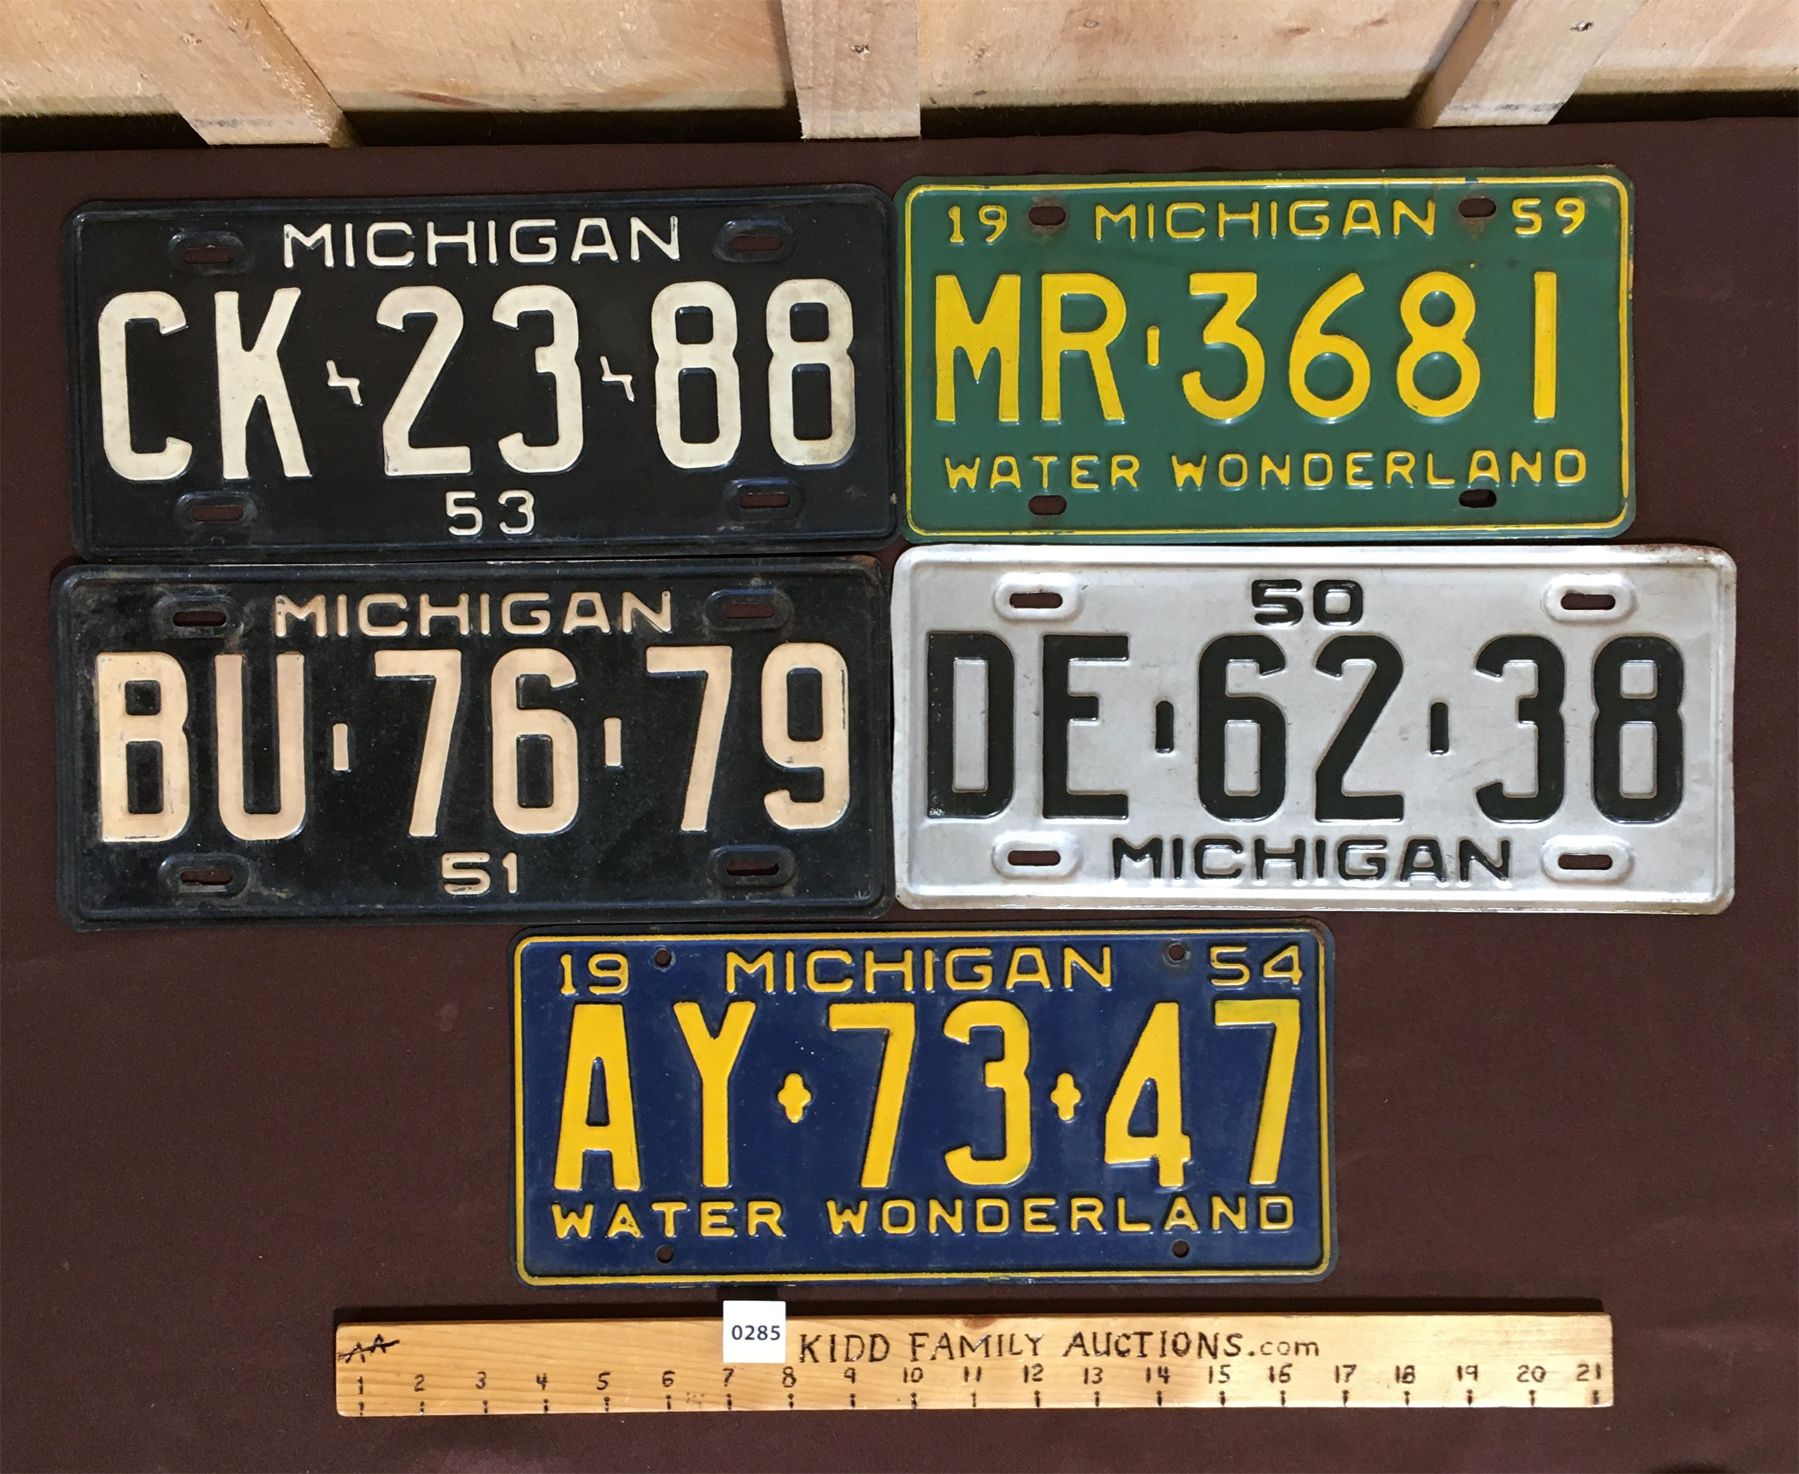 MICHIGAN
CK-23-88
53
19 MICHIGAN 59
MR-3681
WATER WONDERLAND
MICHIGAN
BU-76-79
51
50
DE-62-38
MICHIGAN
19 MICHIGAN 54
AY-73-47
WATER WONDERLAND
0285 KIDD FAMILY AUCTIONS.com
AA
1 2 3 4 5 6 7 8 9 10 11 12 13 14 15 16 17 18 19 20 21